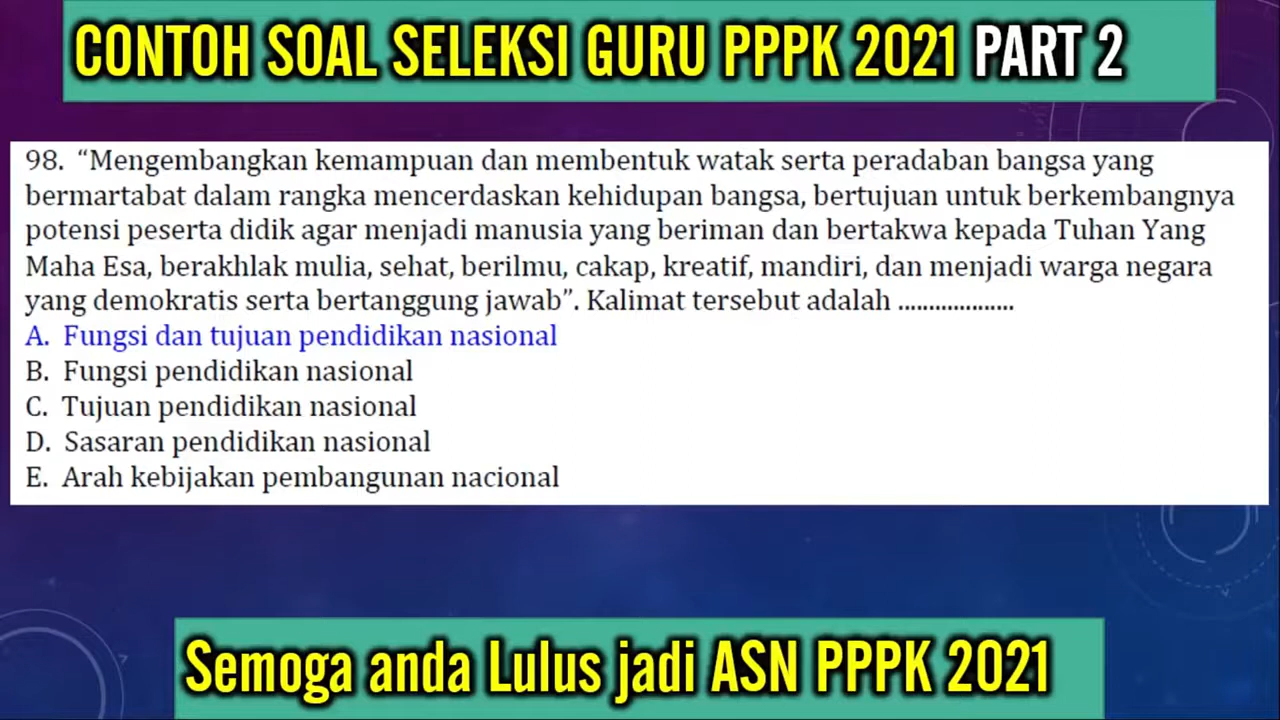 CONTOH SOAL SELEKSI GURU PPPK 2021 PART 2
98. “Mengembangkan kemampuan dan membentuk watak serta peradaban bangsa yang
bermartabat dalam rangka mencerdaskan kehidupan bangsa, bertujuan untuk berkembangnya
potensi peserta didik agar menjadi manusia yang beriman dan bertakwa kepada Tuhan Yang
Maha Esa, berakhlak mulia, sehat, berilmu, cakap, kreatif, mandiri, dan menjadi warga negara
yang demokratis serta bertanggung jawab”. Kalimat tersebut adalah ...................
A. Fungsi dan tujuan pendidikan nasional
B. Fungsi pendidikan nasional
C. Tujuan pendidikan nasional
D. Sasaran pendidikan nasional
E. Arah kebijakan pembangunan nacional
Semoga anda Lulus jadi ASN PPPK 2021